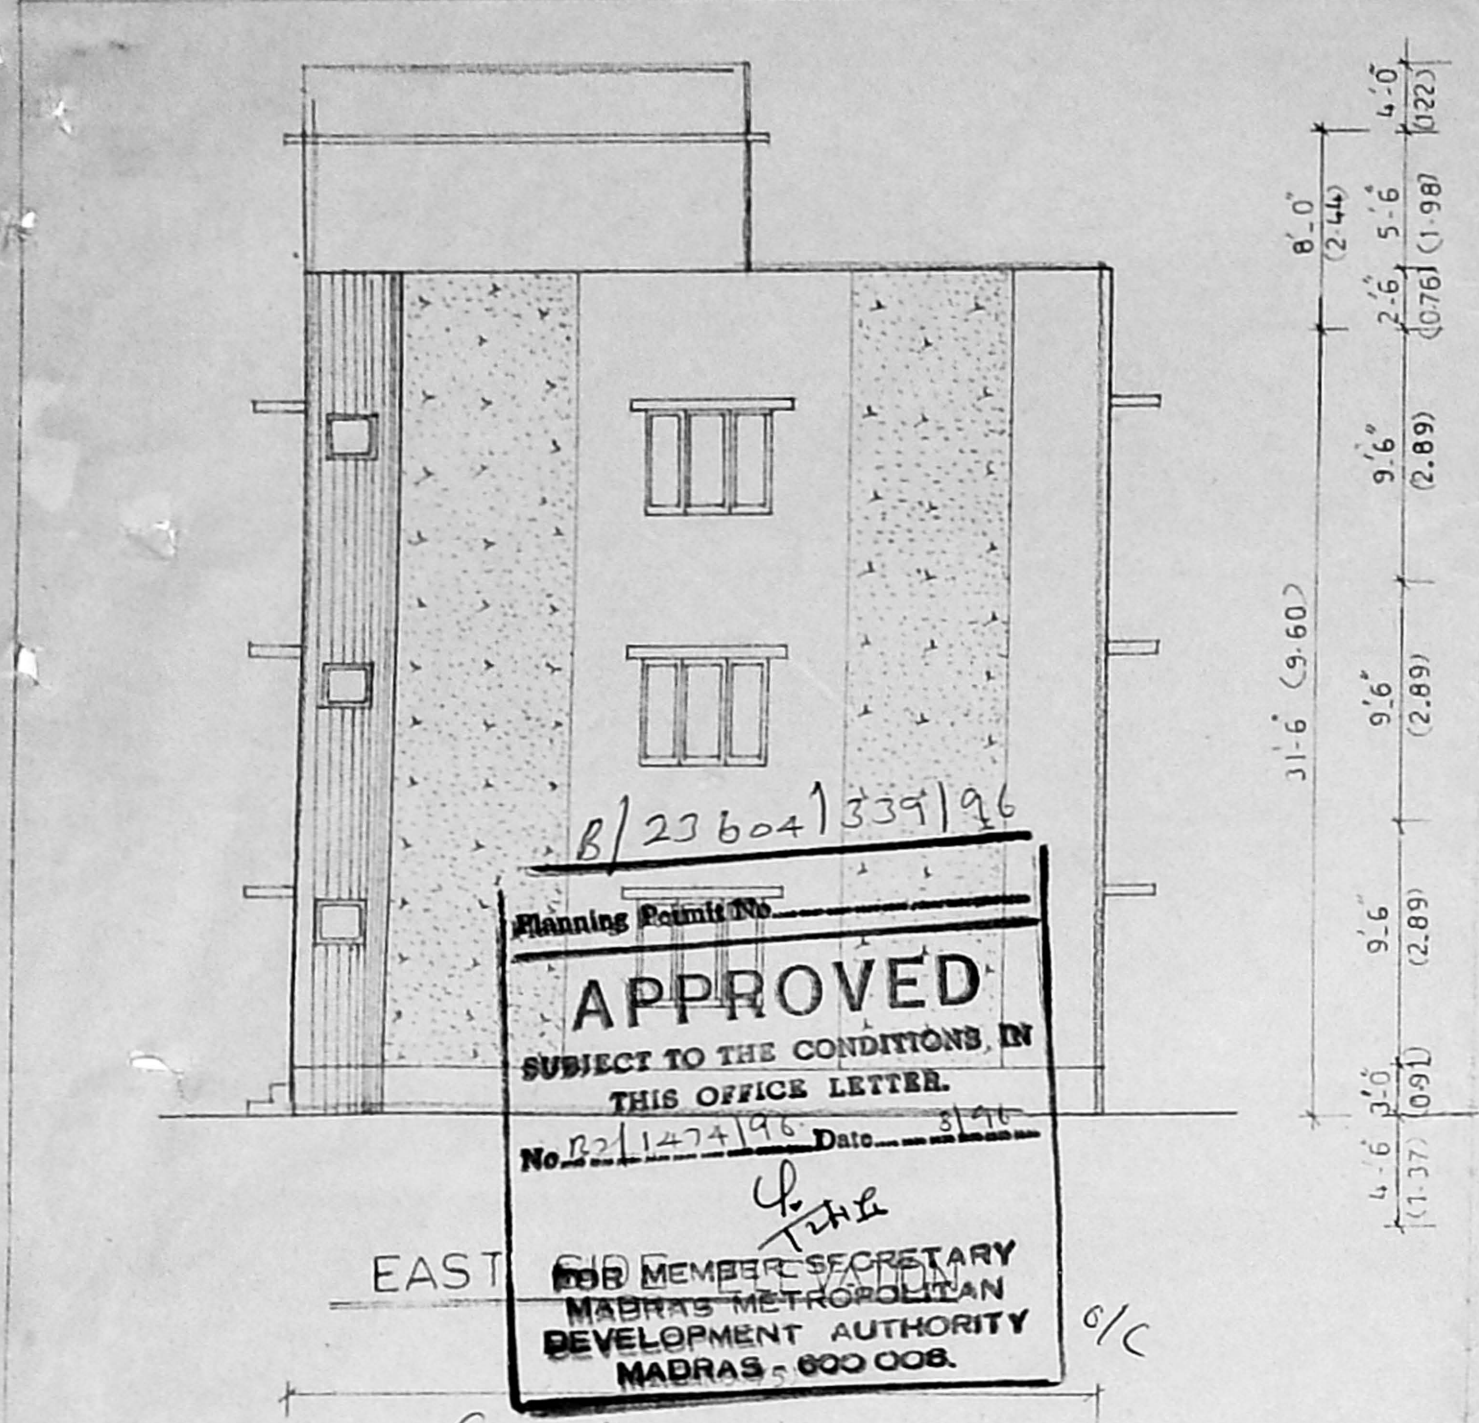 4'-0"
(1.22)
8'-0"
(2.44)
5'-6"
(1.98)
2'-6"
(0.76)
9'.6"
(2.89)
31'-6" (9.60)
9'.6"
(2.89)
9'.6"
(2.89)
3'-0"
(0.91)
4'-6"
(1.37)
B/23604/339/96
Planning Permit No
APPROVED
SUBJECT TO THE CONDITIONS, IN
THIS OFFICE LETTER.
No. B2/1474/96. Date 8/96
EAST SIDE ELEVATION
FOR MEMBER SECRETARY
MADRAS METROPOLITAN
DEVELOPMENT AUTHORITY
MADRAS - 600 008.